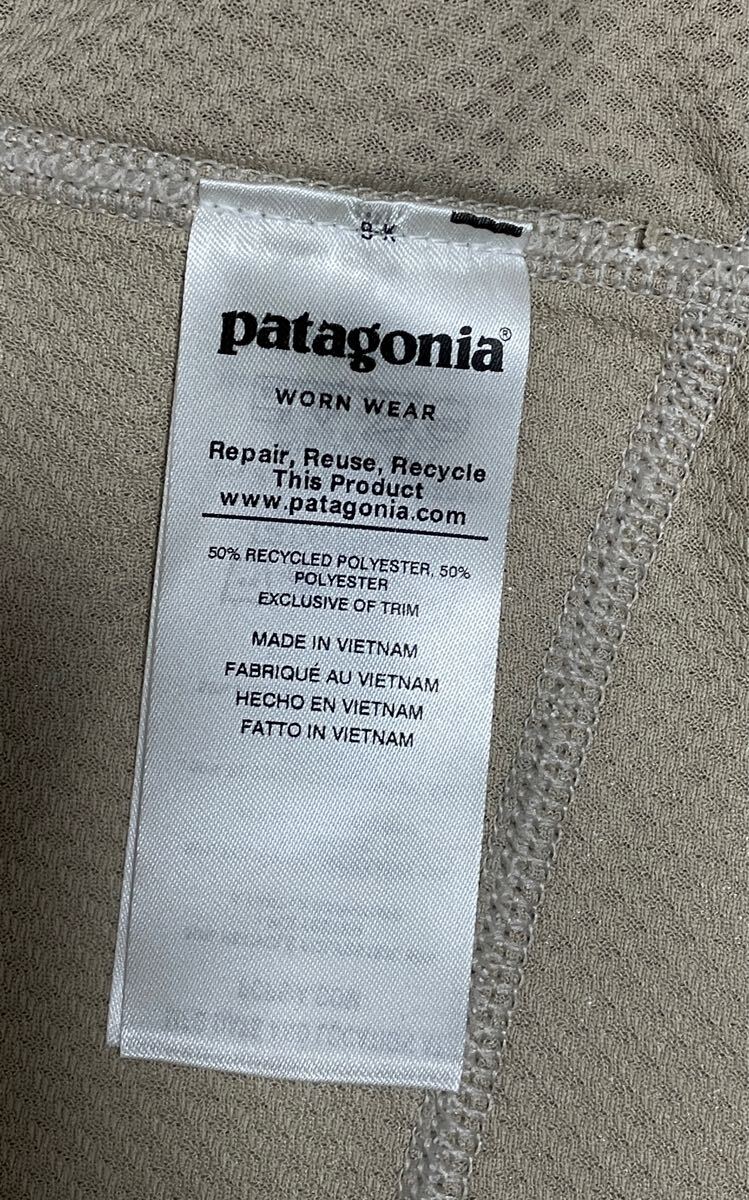 patagonia®
WORN WEAR
Repair, Reuse, Recycle
This Product
www.patagonia.com
50% RECYCLED POLYESTER, 50%
POLYESTER
EXCLUSIVE OF TRIM
MADE IN VIETNAM
FABRIQUÉ AU VIETNAM
HECHO EN VIETNAM
FATTO IN VIETNAM